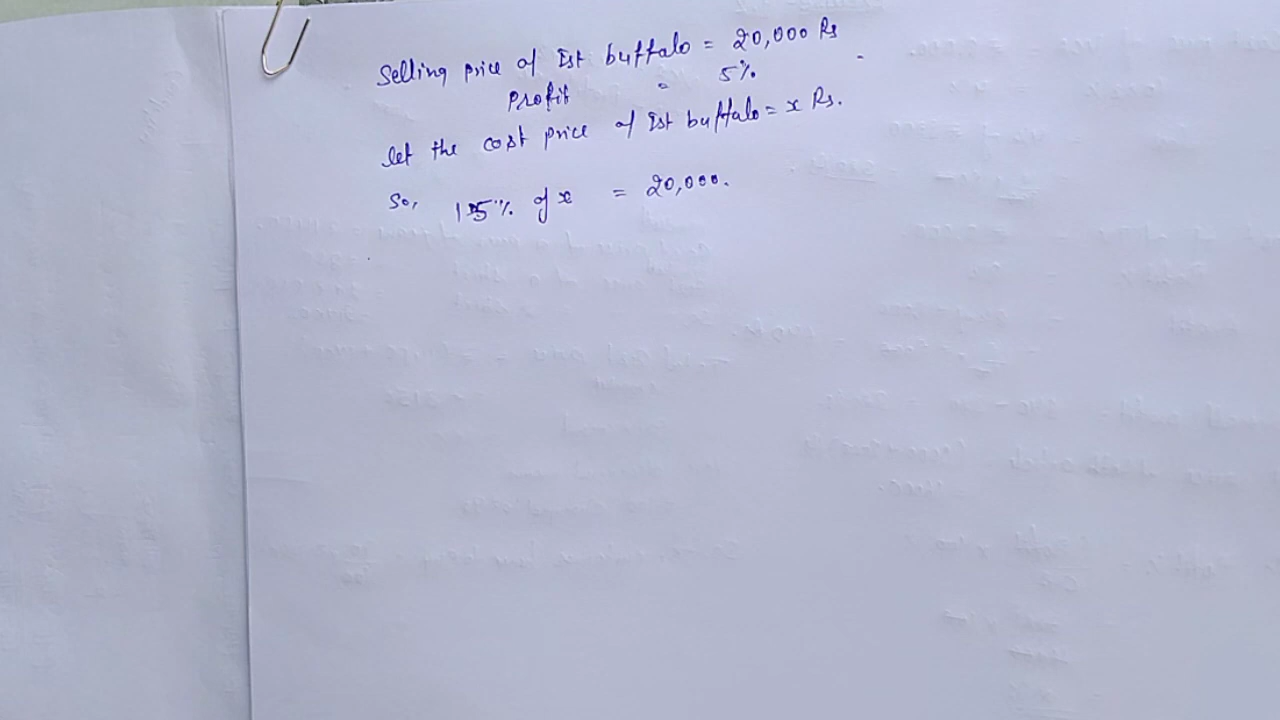 Selling price of Ist buffalo = 20,000 Rs
Profit = 5%
let the cost price of Ist buffalo = x Rs.
So, of x = 20,000.